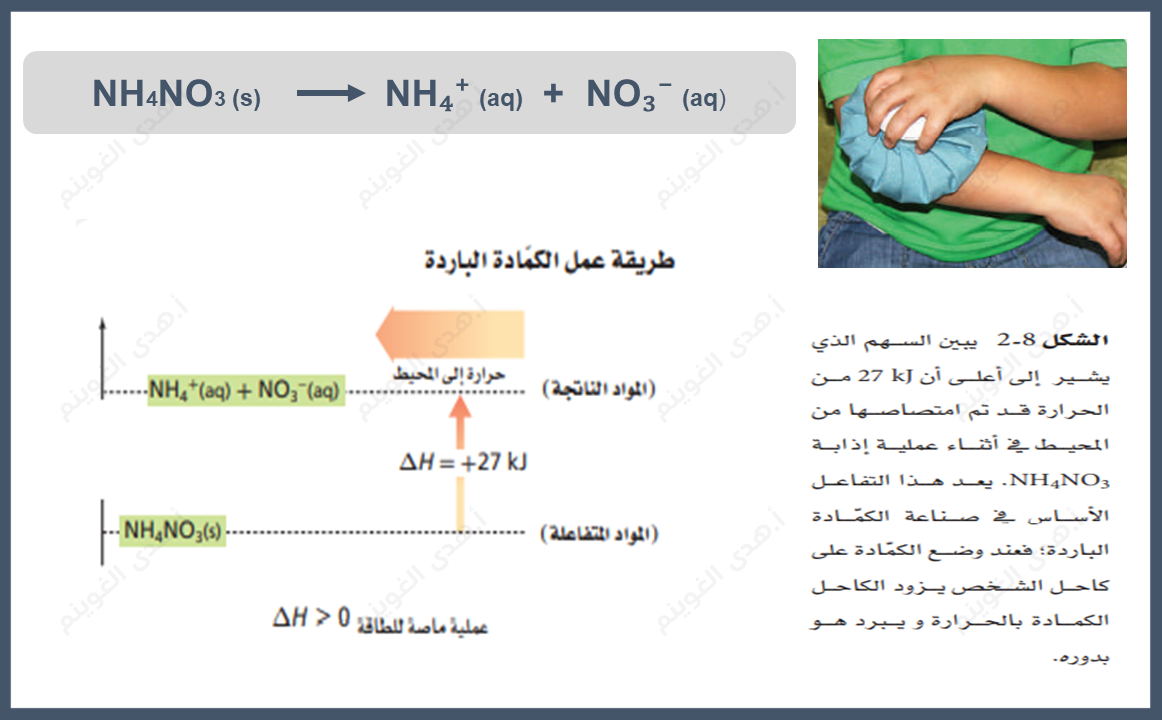 NH₄NO₃ (s) ⟶ NH₄⁺ (aq) + NO₃⁻ (aq)
طريقة عمل الكمّادة الباردة
حرارة إلى المحيط
NH₄⁺(aq) + NO₃⁻(aq)
(المواد الناتجة)
ΔH = +27 kJ
NH₄NO₃(s)
(المواد المتفاعلة)
ΔH > 0 عملية ماصة للطاقة
الشكل 8-2 يبين السهم الذي
يشير إلى أعلى أن 27 kJ من
الحرارة قد تم امتصاصها من
المحيط في أثناء عملية إذابة
NH₄NO₃. يعد هذا التفاعل
الأساس في صناعة الكمّادة
الباردة؛ فعند وضع الكمّادة على
كاحل الشخص يزود الكاحل
الكمادة بالحرارة و يبرد هو
بدوره.
أ.هدى الغوينم